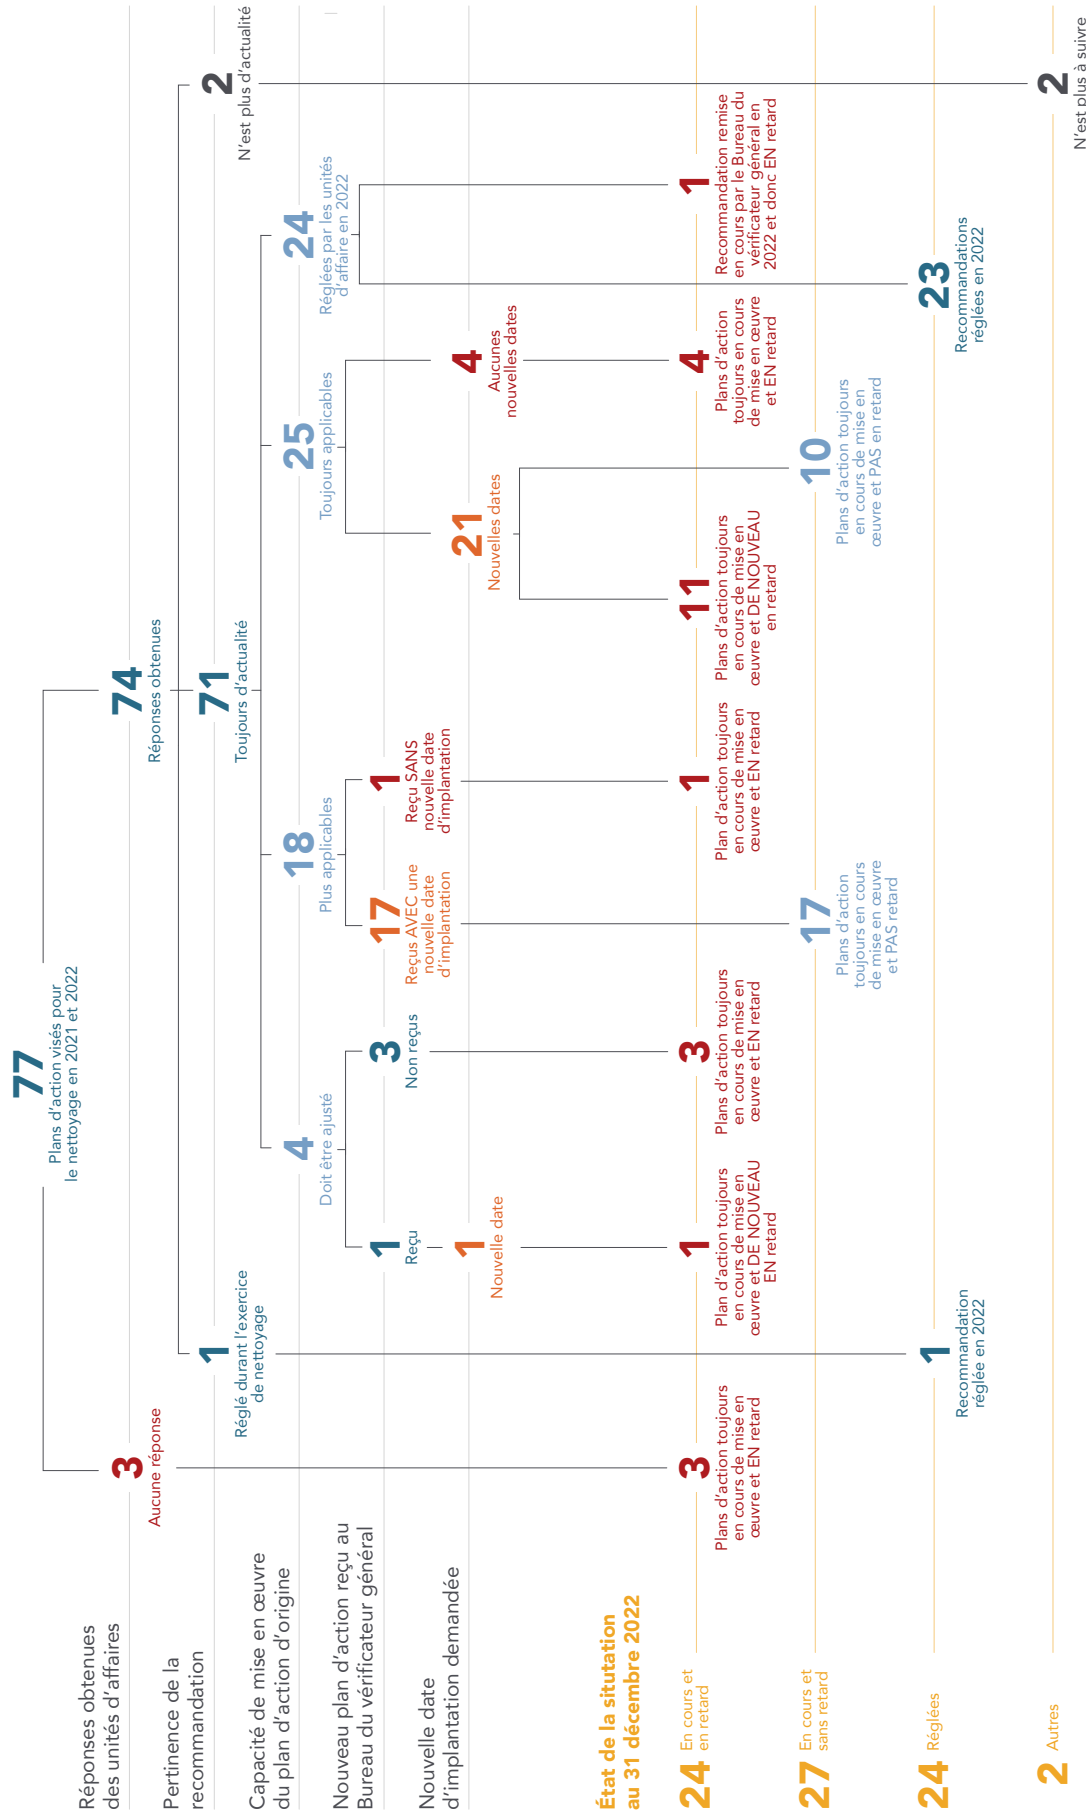 77
Plans d'action visés pour
le nettoyage en 2021 et 2022
Réponses obtenues
des unités d'affaires
3
Aucune réponse
74
Réponses obtenues
Pertinence de la
recommandation
1
Réglé durant l'exercice
de nettoyage
71
Toujours d'actualité
2
N'est plus d'actualité
Capacité de mise en œuvre
du plan d'action d'origine
4
Doit être ajusté
18
Plus applicables
25
Toujours applicables
24
Réglées par les unités
d'affaire en 2022
Nouveau plan d'action reçu au
Bureau du vérificateur général
1
Reçu
3
Non reçus
17
Reçus AVEC une
nouvelle date
d'implantation
1
Reçu SANS
nouvelle date
d'implantation
Nouvelle date
d'implantation demandée
1
Nouvelle date
21
Nouvelles dates
4
Aucunes
nouvelles dates
État de la situtation
au 31 décembre 2022
24
En cours et
en retard
3
Plans d'action toujours
en cours de mise en
œuvre et EN retard
1
Plan d'action toujours
en cours de mise en
œuvre et DE NOUVEAU
EN retard
3
Plans d'action toujours
en cours de mise en
œuvre et EN retard
1
Plan d'action toujours
en cours de mise en
œuvre et EN retard
11
Plans d'action toujours
en cours de mise en
œuvre et DE NOUVEAU
en retard
4
Plans d'action
toujours en cours
de mise en œuvre
et EN retard
1
Recommandation remise
en cours par le Bureau du
vérificateur général en
2022 et donc EN retard
27
En cours et
sans retard
17
Plans d'action
toujours en cours
de mise en œuvre
et PAS retard
10
Plans d'action toujours
en cours de mise en
œuvre et PAS en retard
24
Réglées
1
Recommandation
réglée en 2022
23
Recommandations
réglées en 2022
2
Autres
2
N'est plus à suivre